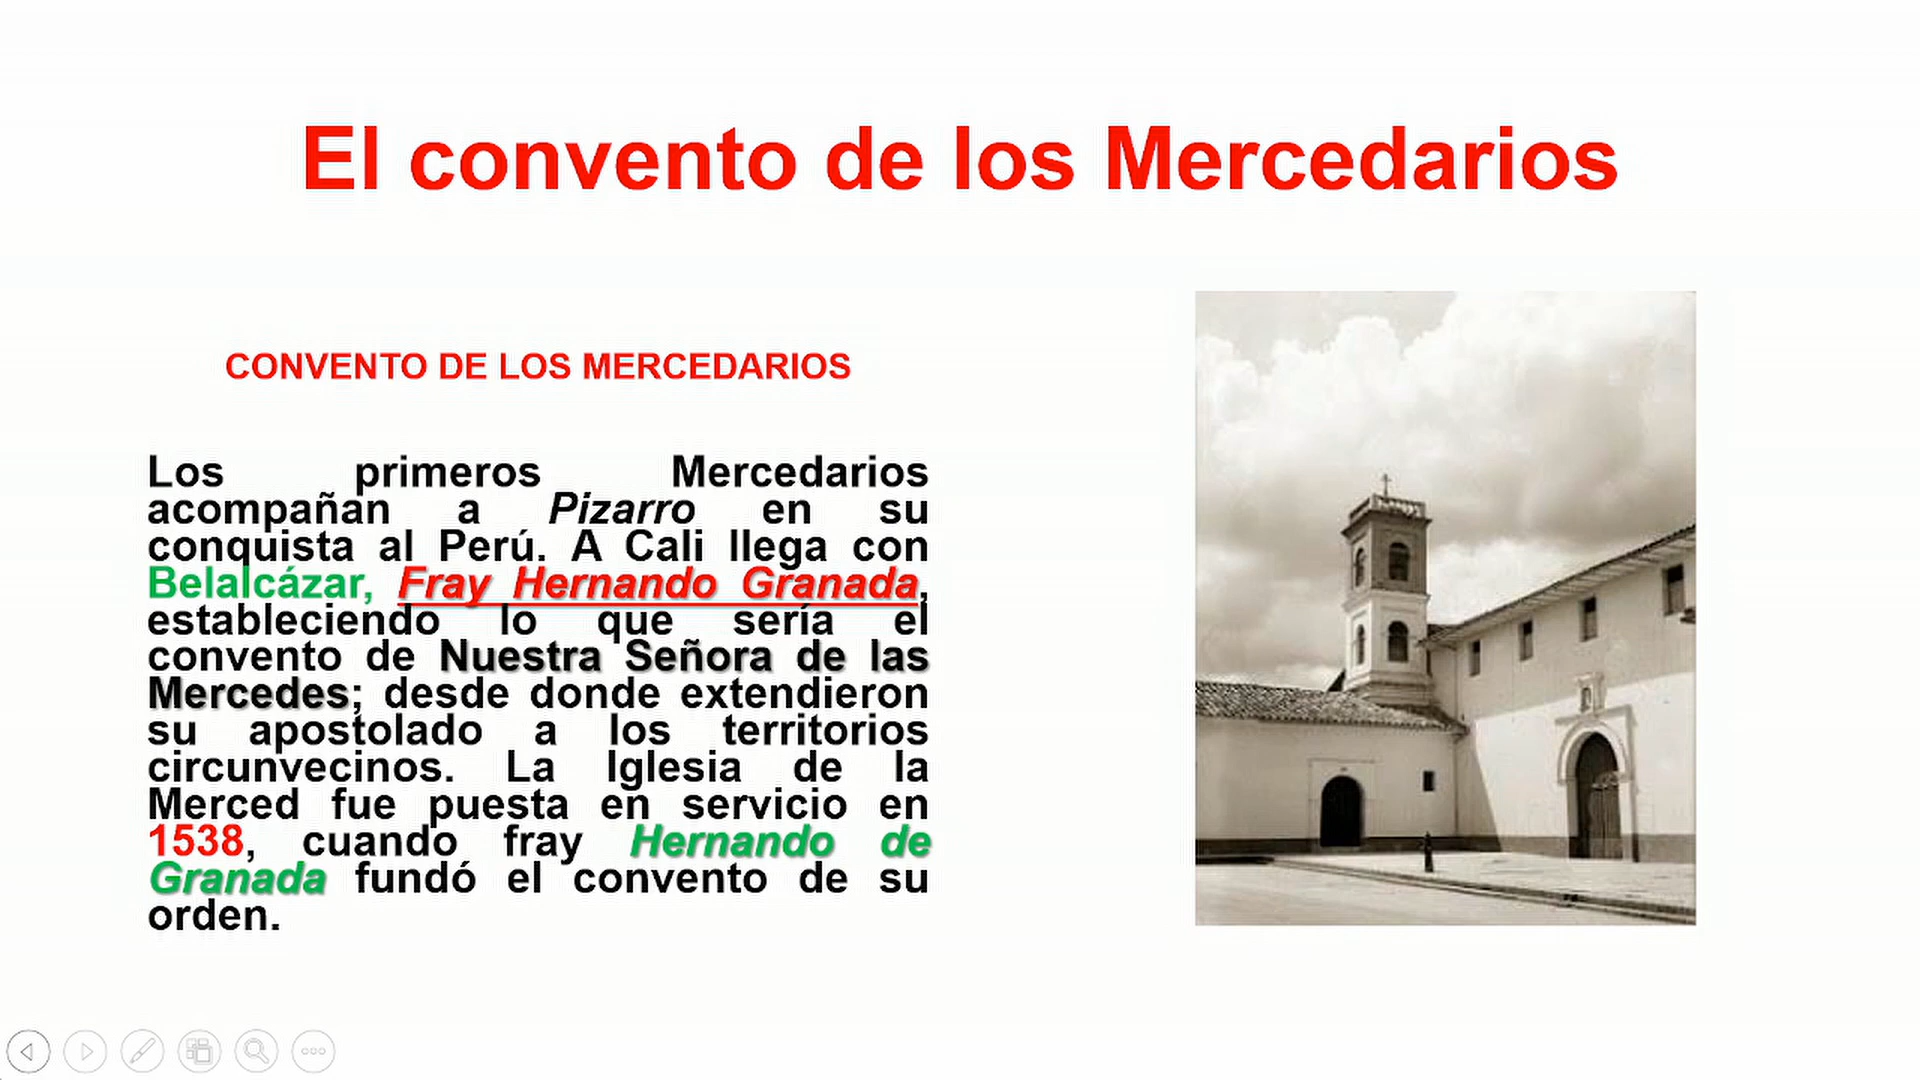 El convento de los Mercedarios
CONVENTO DE LOS MERCEDARIOS
Los primeros Mercedarios
acompañan a Pizarro en su
conquista al Perú. A Cali llega con
Belalcázar, Fray Hernando Granada,
estableciendo lo que sería el
convento de Nuestra Señora de las
Mercedes; desde donde extendieron
su apostolado a los territorios
circunvecinos. La Iglesia de la
Merced fue puesta en servicio en
1538, cuando fray Hernando de
Granada fundó el convento de su
orden.